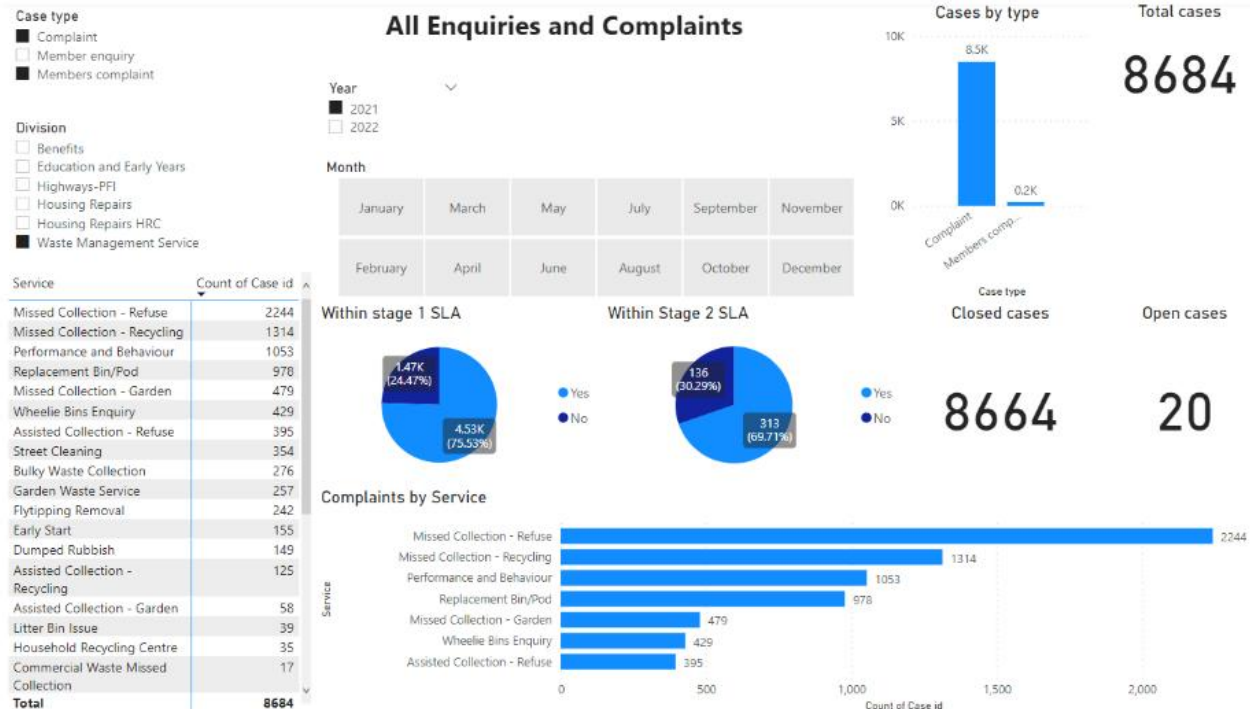 Case type
Complaint
Member enquiry
Members complaint
Division
Benefits
Education and Early Years
Highways-PFI
Housing Repairs
Housing Repairs HRC
Waste Management Service
All Enquiries and Complaints
Year
2021
2022
Month
January March May July September November
February April June August October December
Cases by type
10K
8.5K
5K
0.2K
0K
Complaint
Members comp...
Case type
Total cases
8684
Service Count of Case id
Missed Collection - Refuse 2244
Missed Collection - Recycling 1314
Performance and Behaviour 1053
Replacement Bin/Pod 978
Missed Collection - Garden 479
Wheelie Bins Enquiry 429
Assisted Collection - Refuse 395
Street Cleaning 354
Bulky Waste Collection 276
Garden Waste Service 257
Flytipping Removal 242
Early Start 155
Dumped Rubbish 149
Assisted Collection - 125
Recycling
Assisted Collection - Garden 58
Litter Bin Issue 39
Household Recycling Centre 35
Commercial Waste Missed 17
Collection
Total 8684
Within stage 1 SLA
1.47K
(24.47%)
4.53K
(75.53%)
Yes
No
Within Stage 2 SLA
136
(30.29%)
313
(69.71%)
Yes
No
Closed cases
8664
Open cases
20
Complaints by Service
Service
Missed Collection - Refuse 2244
Missed Collection - Recycling 1314
Performance and Behaviour 1053
Replacement Bin/Pod 978
Missed Collection - Garden 479
Wheelie Bins Enquiry 429
Assisted Collection - Refuse 395
0 500 1,000 1,500 2,000
Count of Case id